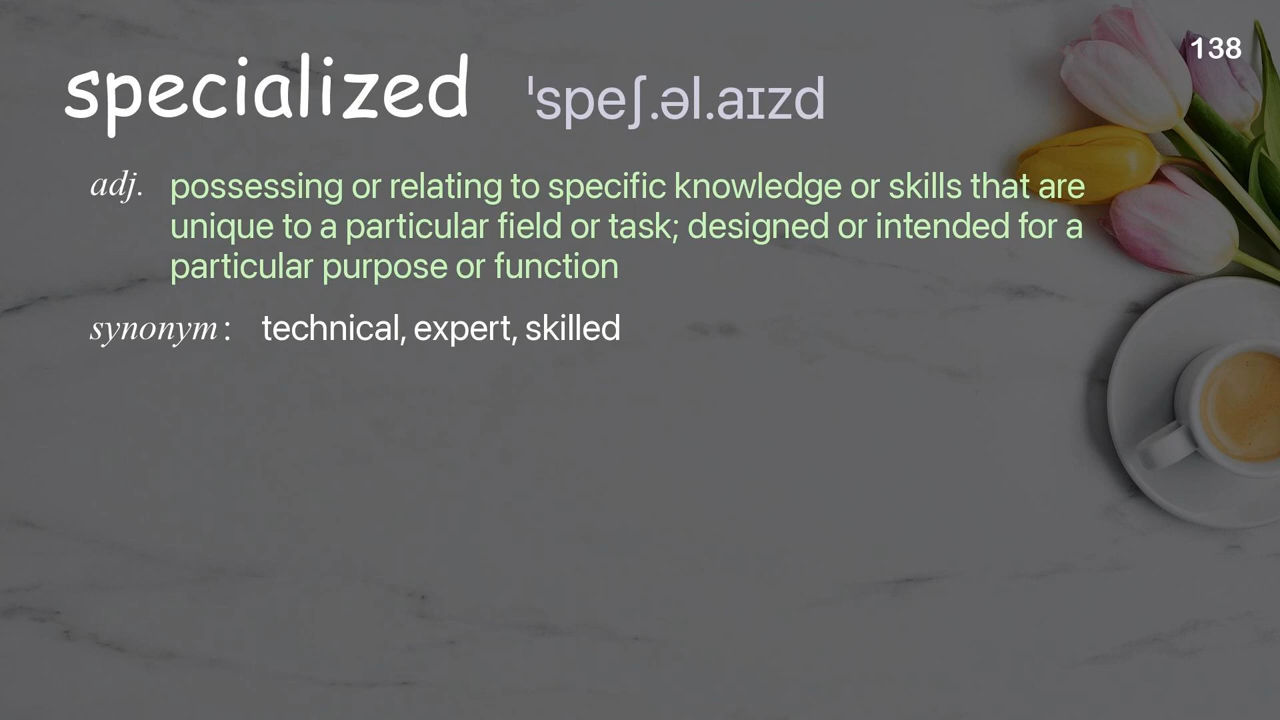 138
specialized ˈspeʃ.əl.aɪzd
adj. possessing or relating to specific knowledge or skills that are
unique to a particular field or task; designed or intended for a
particular purpose or function
synonym: technical, expert, skilled